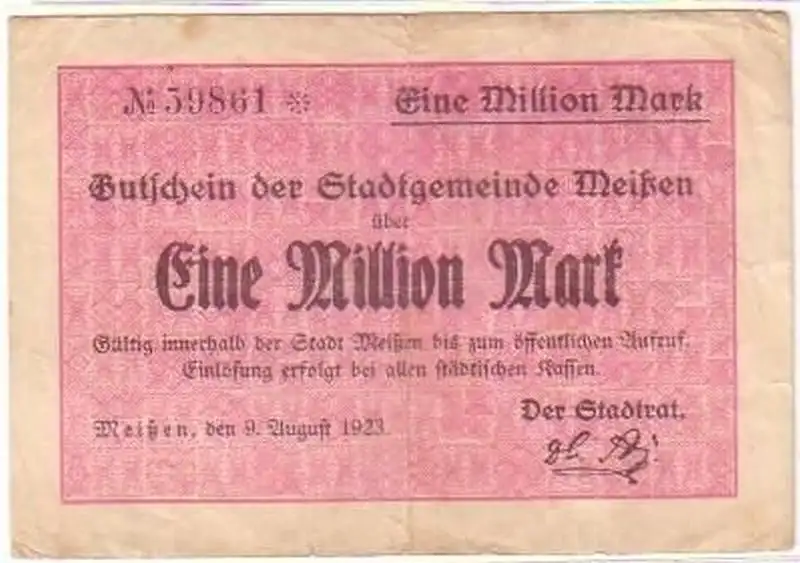 № 59861 ※ Eine Million Mark
Gutschein der Stadtgemeinde Meißen
über
Eine Million Mark
Gültig innerhalb der Stadt Meißen bis zum öffentlichen Aufruf.
Einlösung erfolgt bei allen städtischen Kassen.
Meißen, den 9. August 1923.
Der Stadtrat.